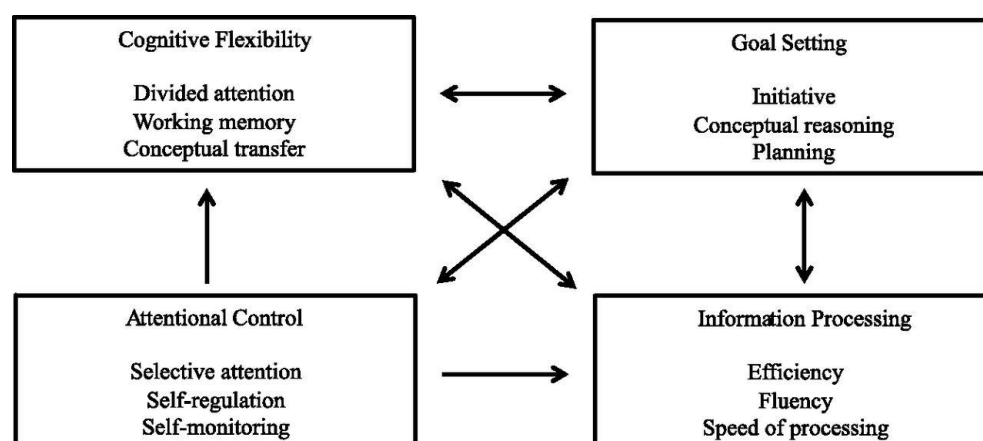 Cognitive Flexibility
Divided attention
Working memory
Conceptual transfer
Goal Setting
Initiative
Conceptual reasoning
Planning
Attentional Control
Selective attention
Self-regulation
Self-monitoring
Information Processing
Efficiency
Fluency
Speed of processing